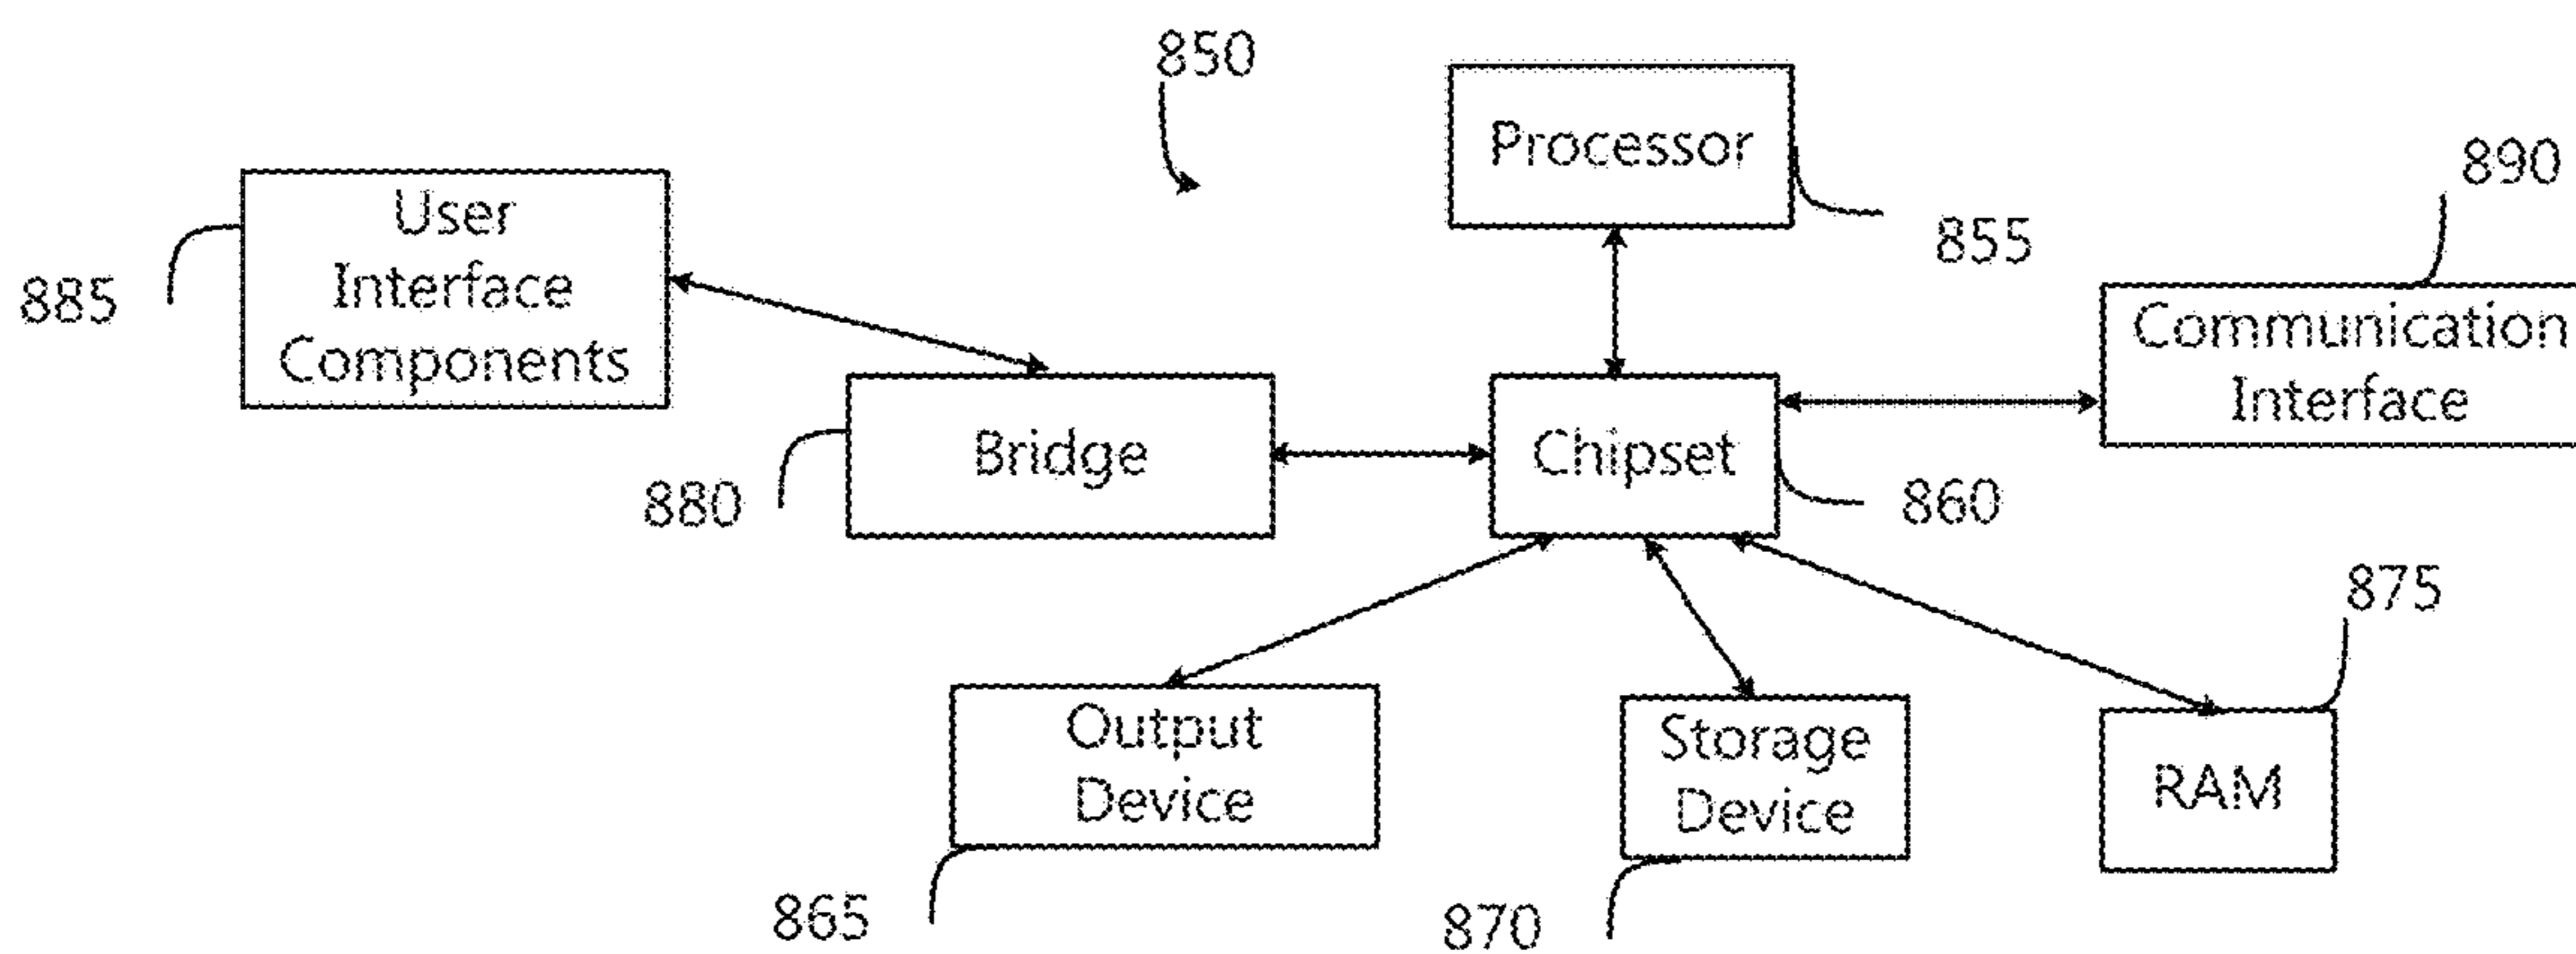 850
Processor
890
User
Interface
Components
855
885
Communication
Interface
Bridge
Chipset
880
860
875
Output
Device
Storage
Device
RAM
865
870